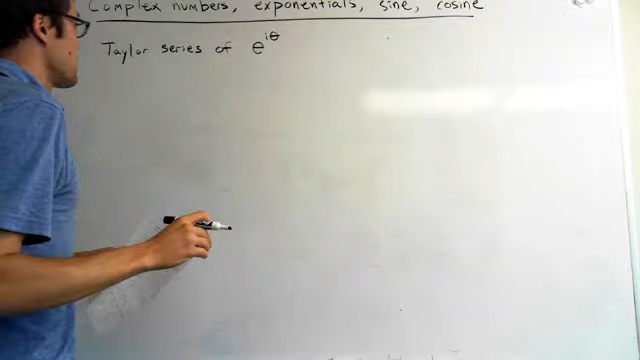 Complex numbers, exponentials, sine, cosine
Taylor series of e^{iθ}